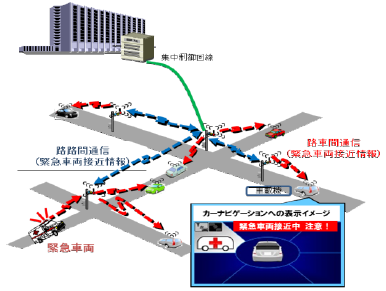 集中制御回線
路路間通信
(緊急車両接近情報)
路車間通信
(緊急車両接近情報)
車載機
カーナビゲーションへの表示イメージ
緊急車両接近中 注意!
緊急車両